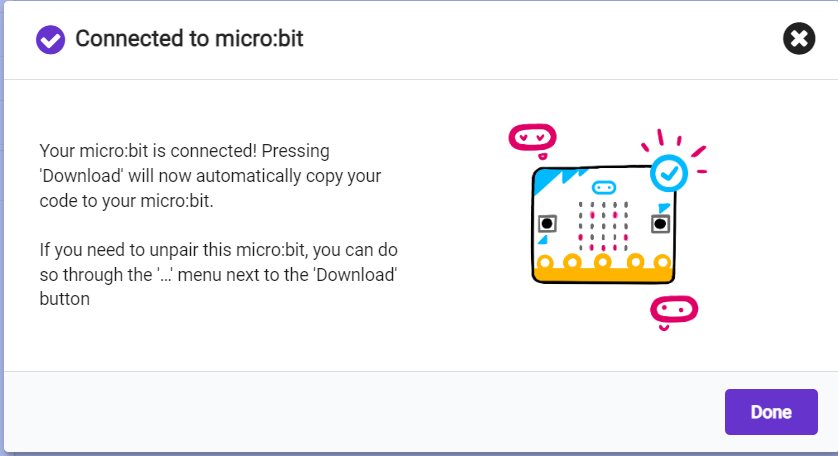 Connected to micro:bit
Your micro:bit is connected! Pressing
'Download' will now automatically copy your
code to your micro:bit.
If you need to unpair this micro:bit, you can do
so through the '...' menu next to the 'Download'
button
Done